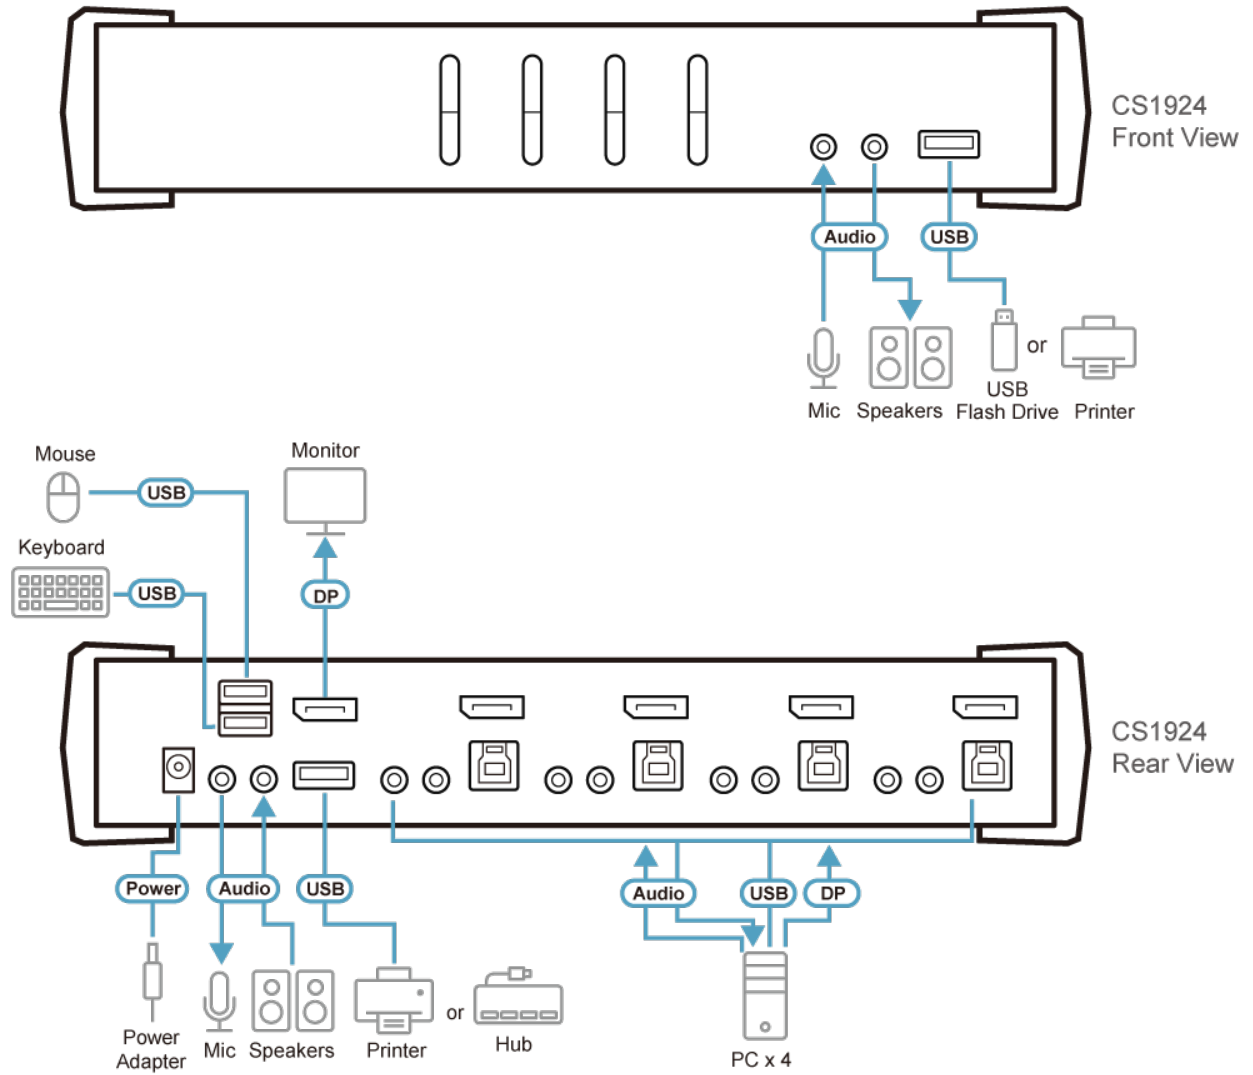 CS1924
Front View
Audio
USB
or
Mic
Speakers
USB
Flash Drive
Printer
Mouse
USB
Monitor
Keyboard
USB
DP
CS1924
Rear View
Power
Audio
USB
Audio
USB
DP
or
Power
Adapter
Mic
Speakers
Printer
Hub
PC x 4